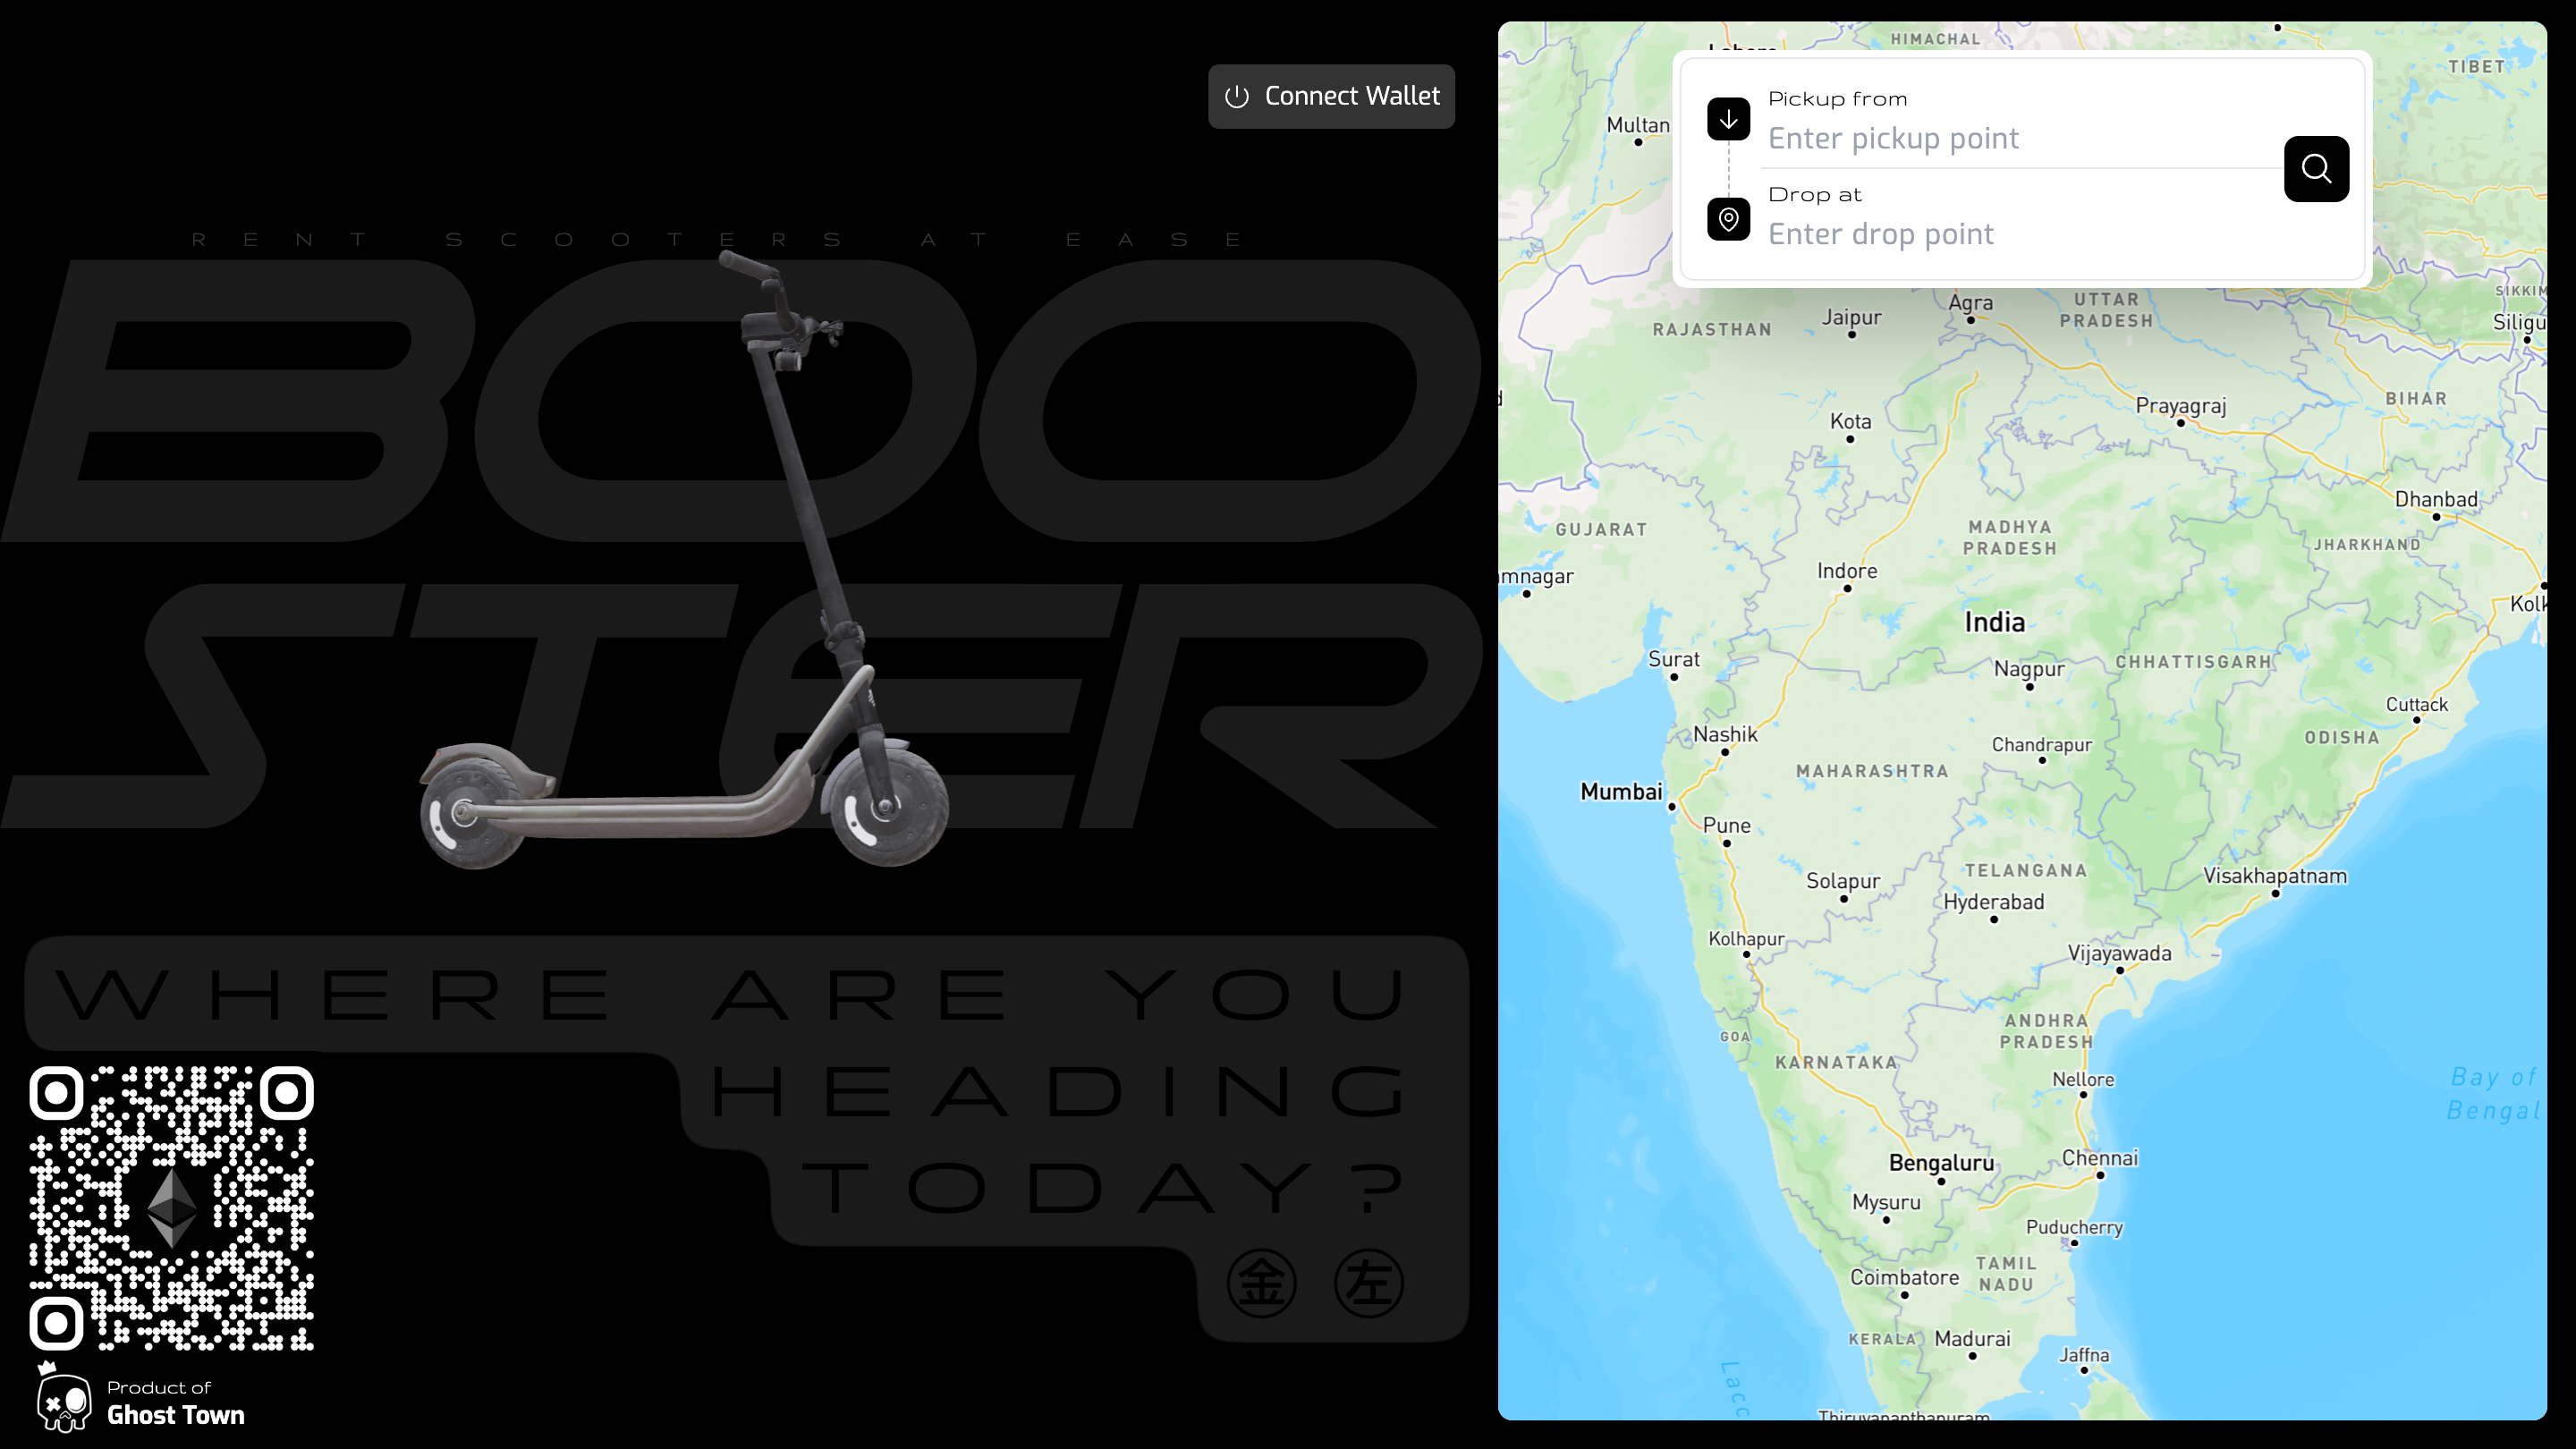 Connect Wallet
RENT SCOOTERS AT EASE
BOO
STER
WHERE ARE YOU
HEADING
TODAY?
金 左
Product of
Ghost Town
Pickup from
Enter pickup point
Drop at
Enter drop point
HIMACHAL
TIBET
Multan
SIKKIM
Agra
UTTAR
PRADESH
Jaipur
RAJASTHAN
Siligu
Prayagraj
BIHAR
Kota
Dhanbad
GUJARAT
MADHYA
PRADESH
JHARKHAND
Indore
mnagar
Kolk
India
Surat
Nagpur
CHHATTISGARH
Cuttack
Nashik
Chandrapur
ODISHA
MAHARASHTRA
Mumbai
Pune
TELANGANA
Visakhapatnam
Solapur
Hyderabad
Kolhapur
Vijayawada
ANDHRA
PRADESH
GOA
KARNATAKA
Nellore
Bay of
Bengal
Bengaluru
Chennai
Mysuru
Puducherry
TAMIL
NADU
Coimbatore
KERALA
Madurai
Jaffna
Lacc
Thiruvananthapuram